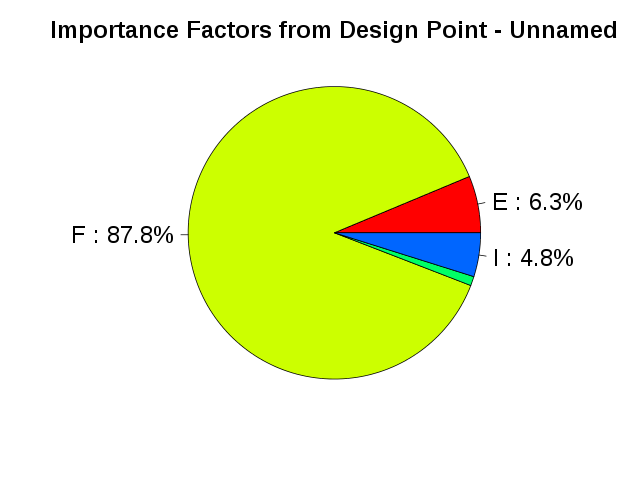 Importance Factors from Design Point - Unnamed
E : 6.3%
F : 87.8%
I : 4.8%